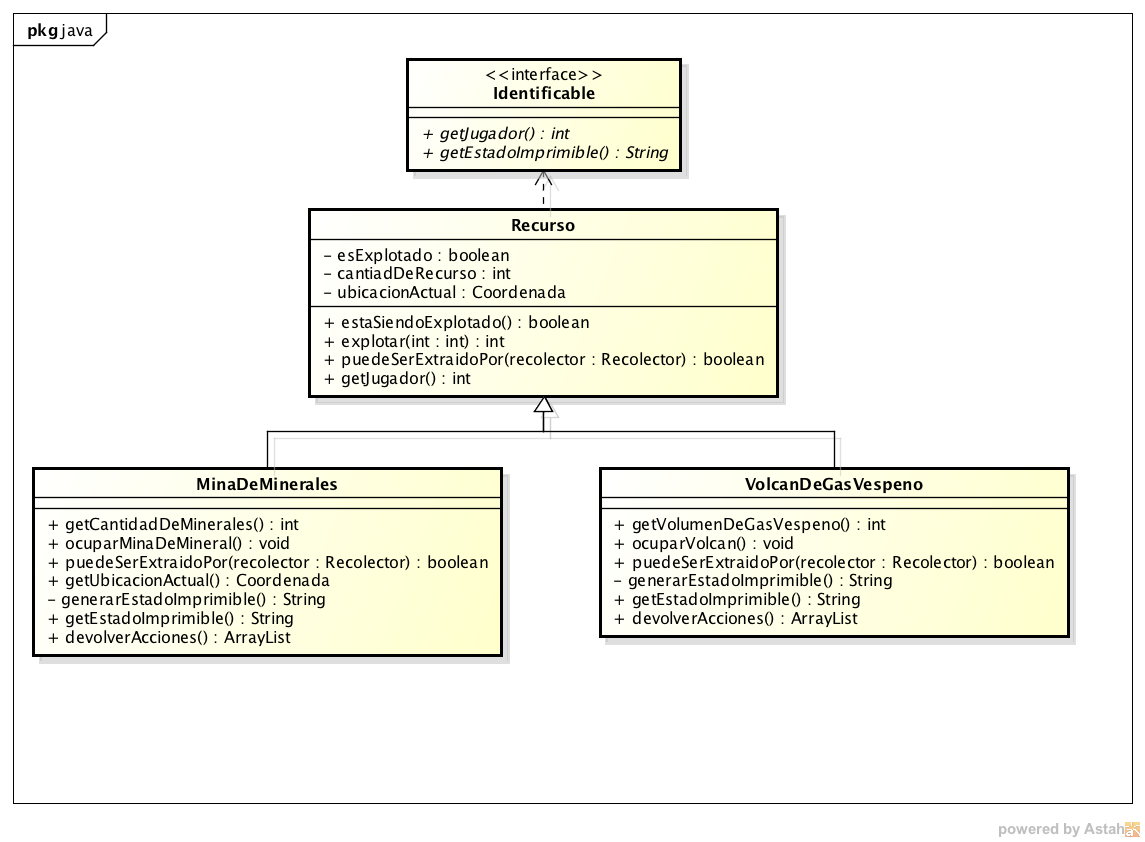 pkg java
<<interface>>
Identificable
+ getJugador() : int
+ getEstadoImprimible() : String
Recurso
- esExplotado : boolean
- cantiadDeRecurso : int
- ubicacionActual : Coordenada
+ estaSiendoExplotado() : boolean
+ explotar(int : int) : int
+ puedeSerExtraidoPor(recolector : Recolector) : boolean
+ getJugador() : int
MinaDeMinerales
+ getCantidadDeMinerales() : int
+ ocuparMinaDeMineral() : void
+ puedeSerExtraidoPor(recolector : Recolector) : boolean
+ getUbicacionActual() : Coordenada
- generarEstadoImprimible() : String
+ getEstadoImprimible() : String
+ devolverAcciones() : ArrayList
VolcanDeGasVespeno
+ getVolumenDeGasVespeno() : int
+ ocuparVolcan() : void
+ puedeSerExtraidoPor(recolector : Recolector) : boolean
- generarEstadoImprimible() : String
+ getEstadoImprimible() : String
+ devolverAcciones() : ArrayList
powered by Astah